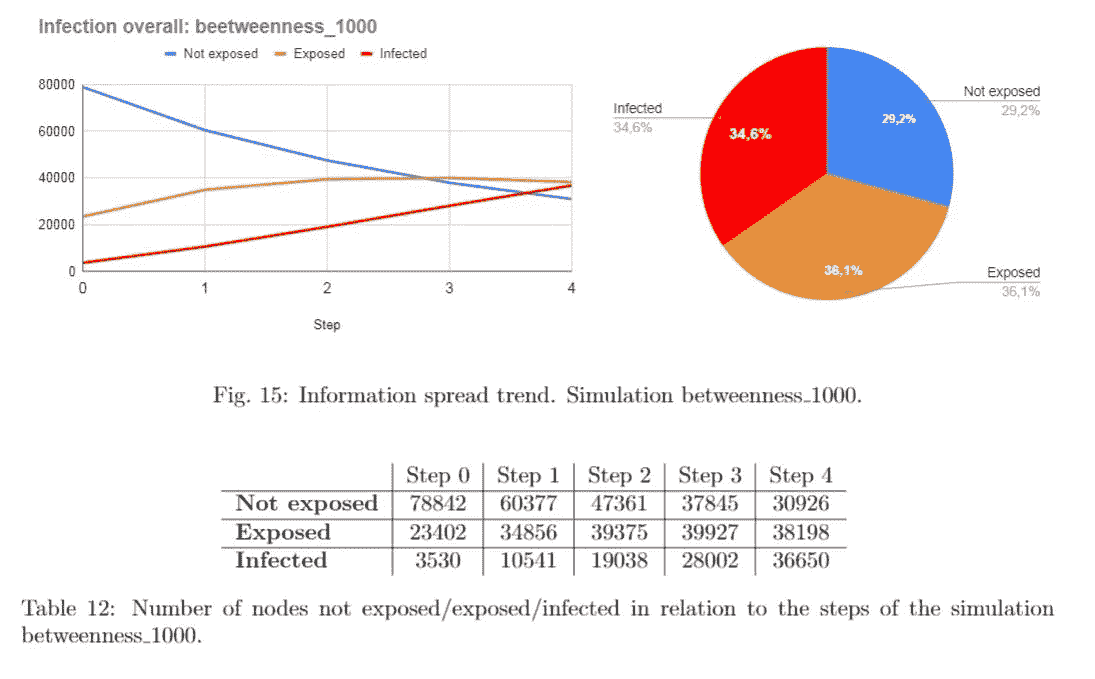 Infection overall: beetweenness_1000
Not exposed Exposed Infected
80000
60000
40000
20000
0
0 1 2 3 4
Step
Infected
34,6%
34,6%
Not exposed
29,2%
29,2%
Exposed
36,1%
36,1%
Fig. 15: Information spread trend. Simulation betweenness_1000.
Step 0 Step 1 Step 2 Step 3 Step 4
Not exposed 78842 60377 47361 37845 30926
Exposed 23402 34856 39375 39927 38198
Infected 3530 10541 19038 28002 36650
Table 12: Number of nodes not exposed/exposed/infected in relation to the steps of the simulation
betweenness_1000.